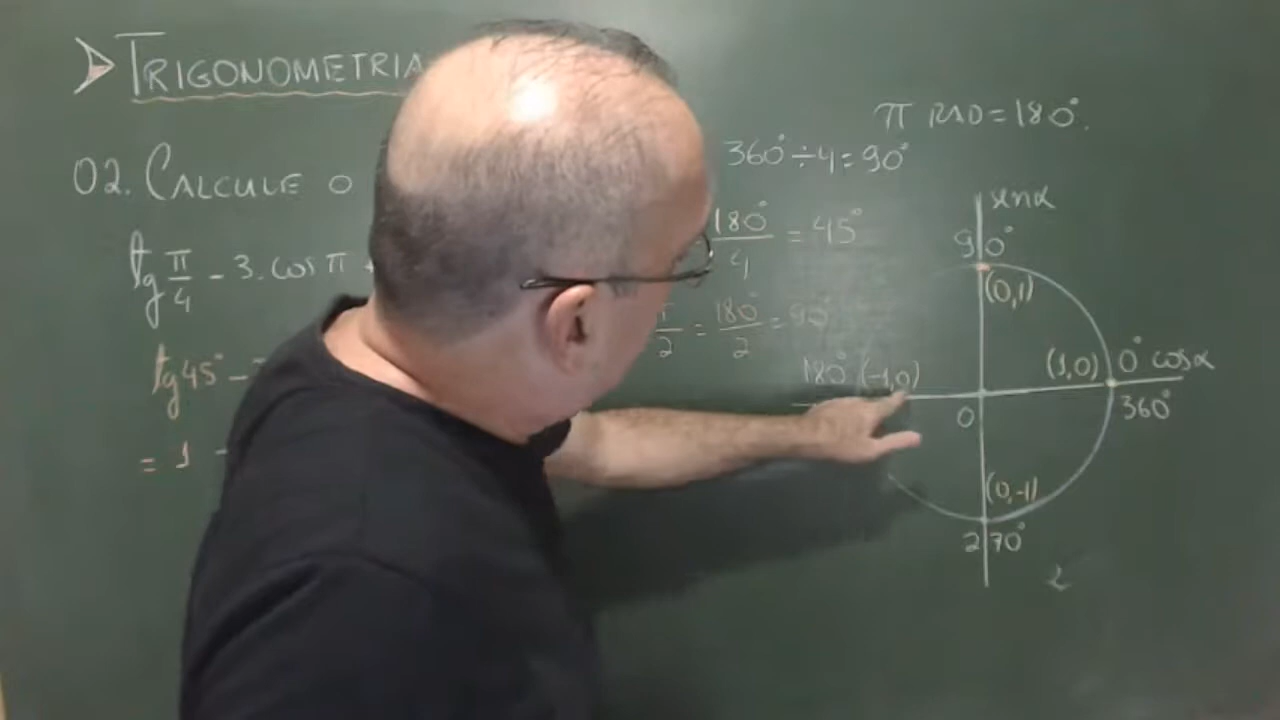 TRIGONOMETRIA
02. CALCULE O
tg π/4 - 3. cos π
tg 45° -
= 1 -
π RAD = 180°.
360° ÷ 4 = 90°
180°/4 = 45°
π/2 = 180°/2 = 90°
sen α
90°
(0,1)
180° (-1,0)
(1,0) 0° cos α
0
360°
(0,-1)
270°